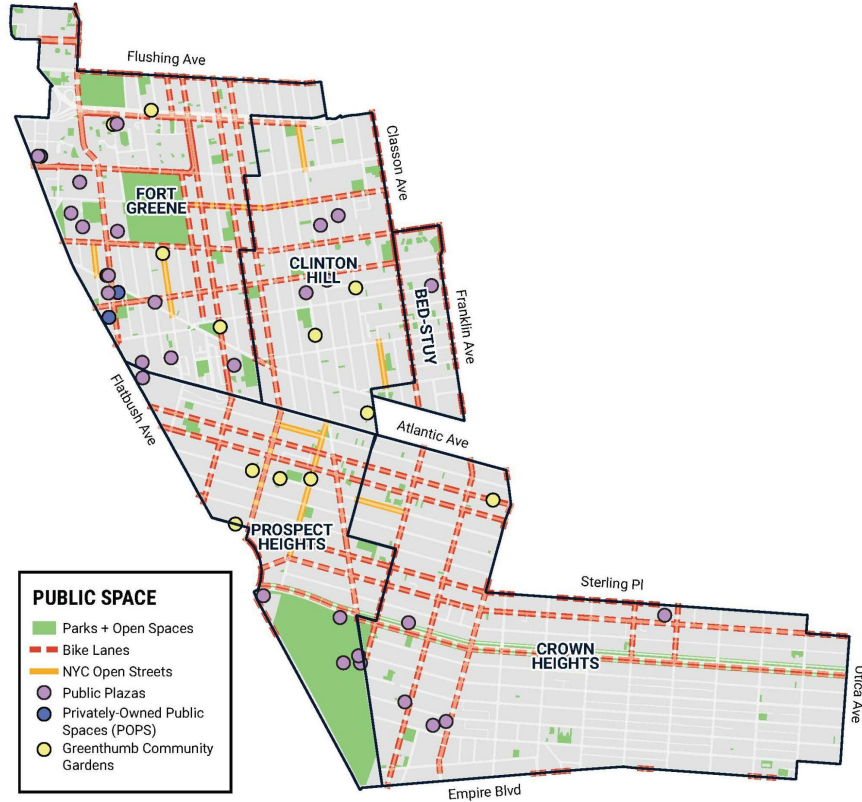 Flushing Ave
Classon Ave
FORT
GREENE
CLINTON
HILL
BED-STUY
Franklin Ave
Flatbush Ave
Atlantic Ave
PROSPECT
HEIGHTS
Sterling Pl
CROWN
HEIGHTS
Utica Ave
Empire Blvd
PUBLIC SPACE
Parks + Open Spaces
Bike Lanes
NYC Open Streets
Public Plazas
Privately-Owned Public
Spaces (POPS)
Greenthumb Community
Gardens